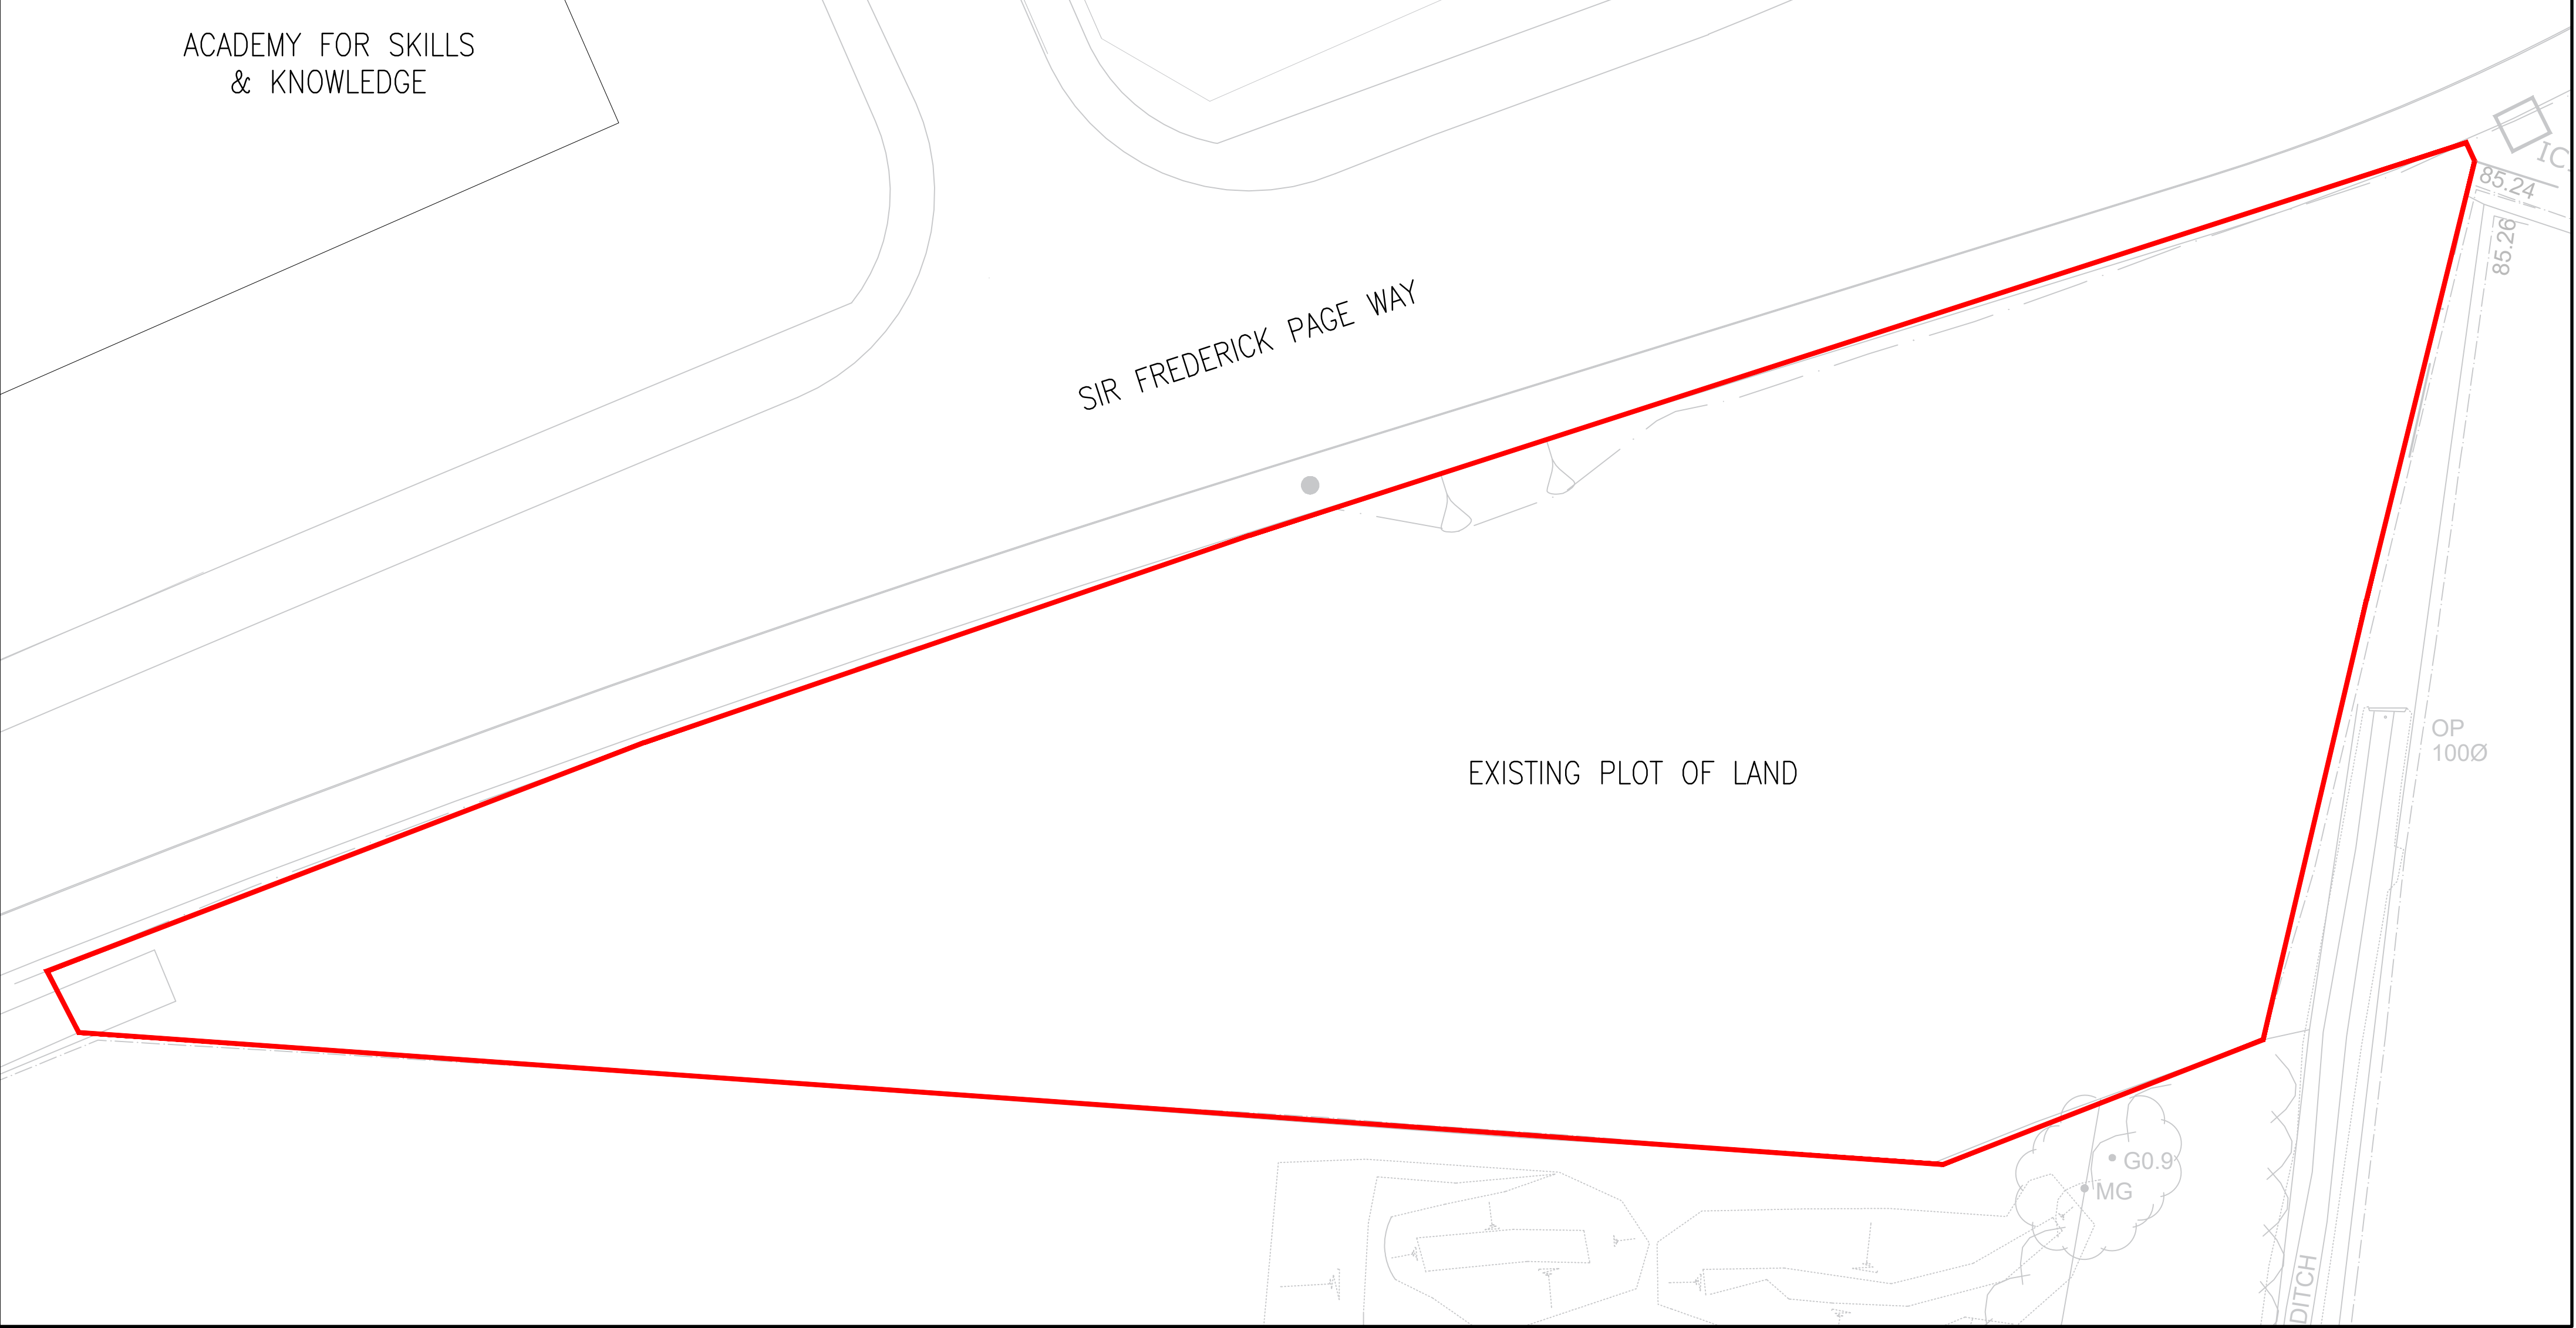 ACADEMY FOR SKILLS
& KNOWLEDGE
IC
85.24
85.26
SIR FREDERICK PAGE WAY
OP
100Ø
EXISTING PLOT OF LAND
G0.9
MG
DITCH